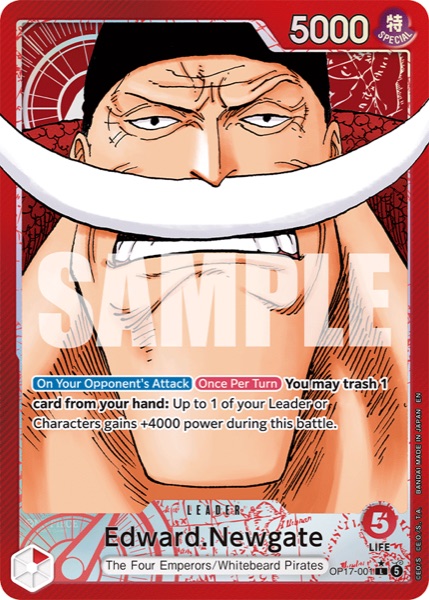 5000
特
SPECIAL
SAMPLE
On Your Opponent's Attack Once Per Turn You may trash 1
card from your hand: Up to 1 of your Leader or
Characters gains +4000 power during this battle.
LEADER
Edward.Newgate
5
LIFE
The Four Emperors/Whitebeard Pirates
OP17-001 L 5
BANDAI MADE IN JAPAN EN